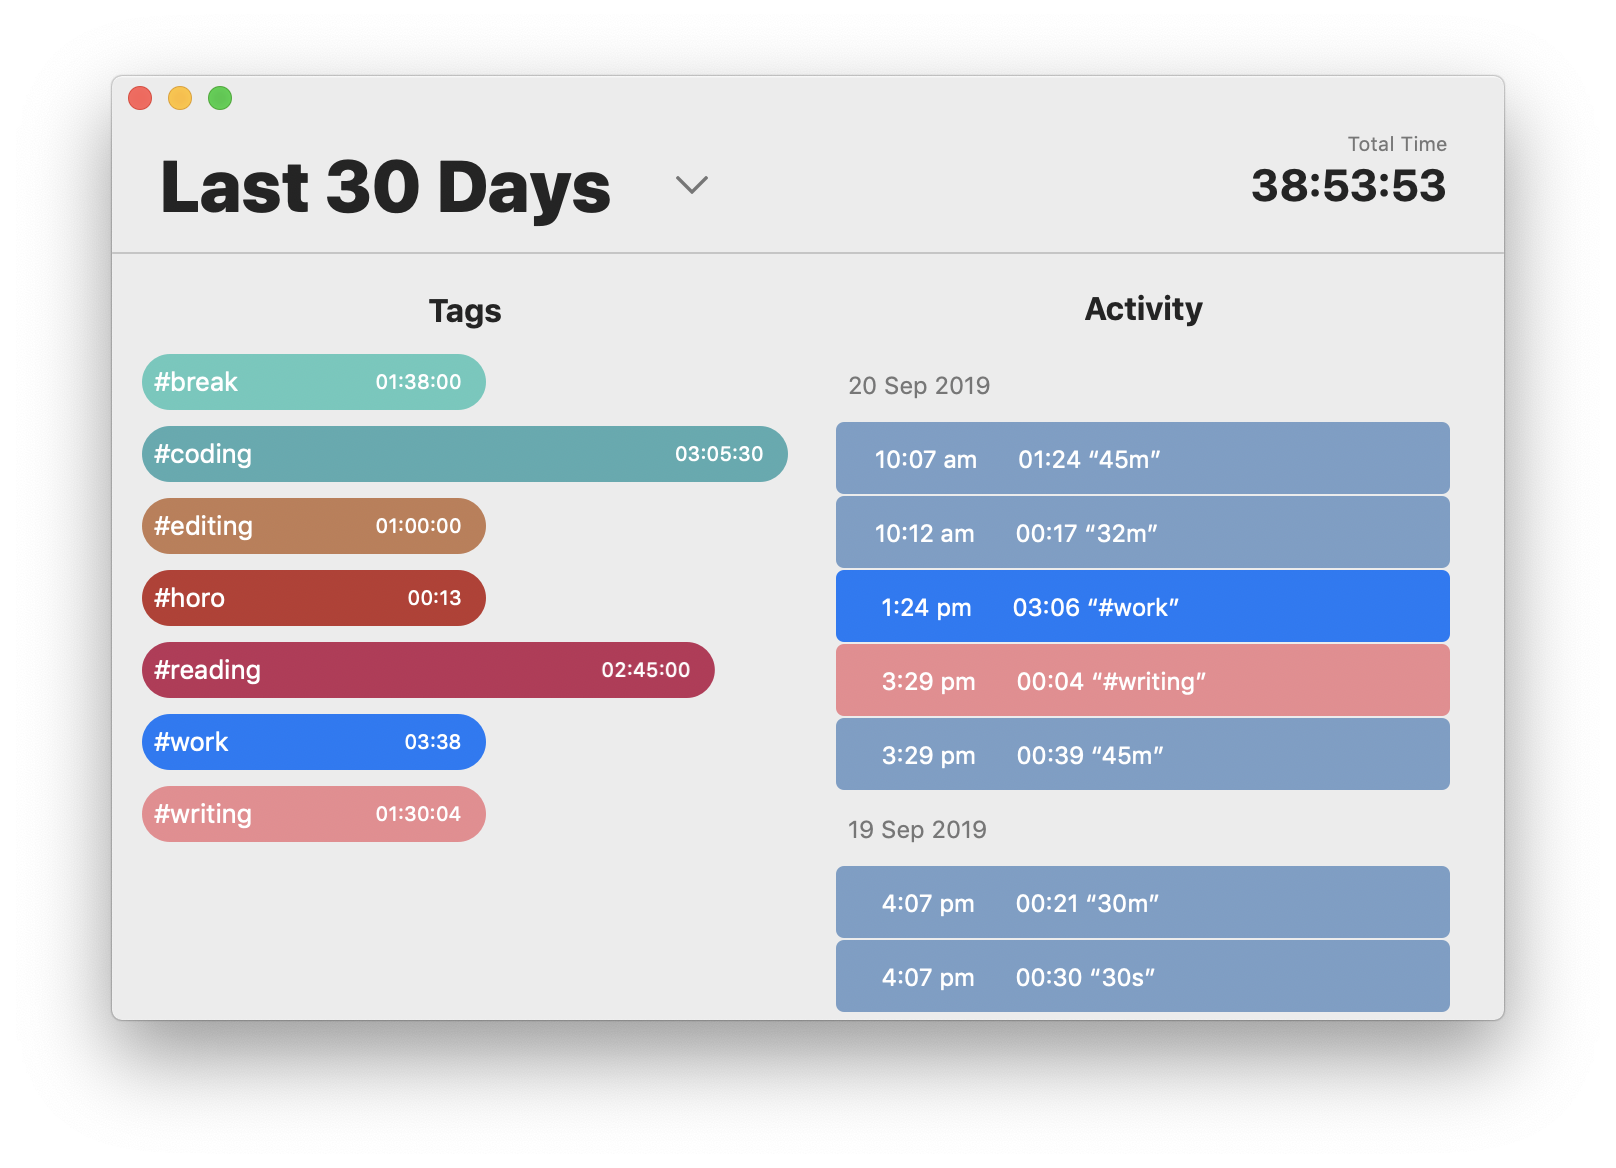 Last 30 Days
Total Time
38:53:53
Tags
#break 01:38:00
#coding 03:05:30
#editing 01:00:00
#horo 00:13
#reading 02:45:00
#work 03:38
#writing 01:30:04
Activity
20 Sep 2019
10:07 am 01:24 “45m”
10:12 am 00:17 “32m”
1:24 pm 03:06 “#work”
3:29 pm 00:04 “#writing”
3:29 pm 00:39 “45m”
19 Sep 2019
4:07 pm 00:21 “30m”
4:07 pm 00:30 “30s”